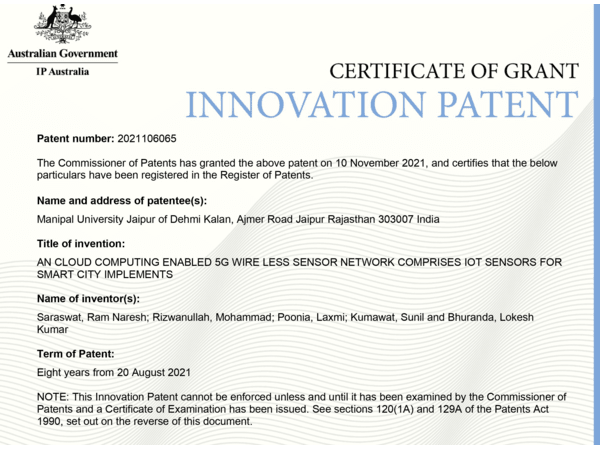 Australian Government
IP Australia
CERTIFICATE OF GRANT
INNOVATION PATENT
Patent number: 2021106065
The Commissioner of Patents has granted the above patent on 10 November 2021, and certifies that the below
particulars have been registered in the Register of Patents.
Name and address of patentee(s):
Manipal University Jaipur of Dehmi Kalan, Ajmer Road Jaipur Rajasthan 303007 India
Title of invention:
AN CLOUD COMPUTING ENABLED 5G WIRE LESS SENSOR NETWORK COMPRISES IOT SENSORS FOR
SMART CITY IMPLEMENTS
Name of inventor(s):
Saraswat, Ram Naresh; Rizwanullah, Mohammad; Poonia, Laxmi; Kumawat, Sunil and Bhuranda, Lokesh
Kumar
Term of Patent:
Eight years from 20 August 2021
NOTE: This Innovation Patent cannot be enforced unless and until it has been examined by the Commissioner of
Patents and a Certificate of Examination has been issued. See sections 120(1A) and 129A of the Patents Act
1990, set out on the reverse of this document.